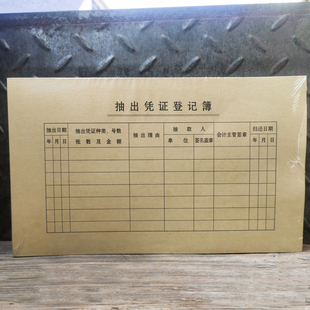 抽出凭证登记簿
抽出日期 抽出凭证种类、号数 抽出理由 抽取人 会计主管签章 归还日期
年 月 日 张数及金额 单位 签名盖章 年 月 日